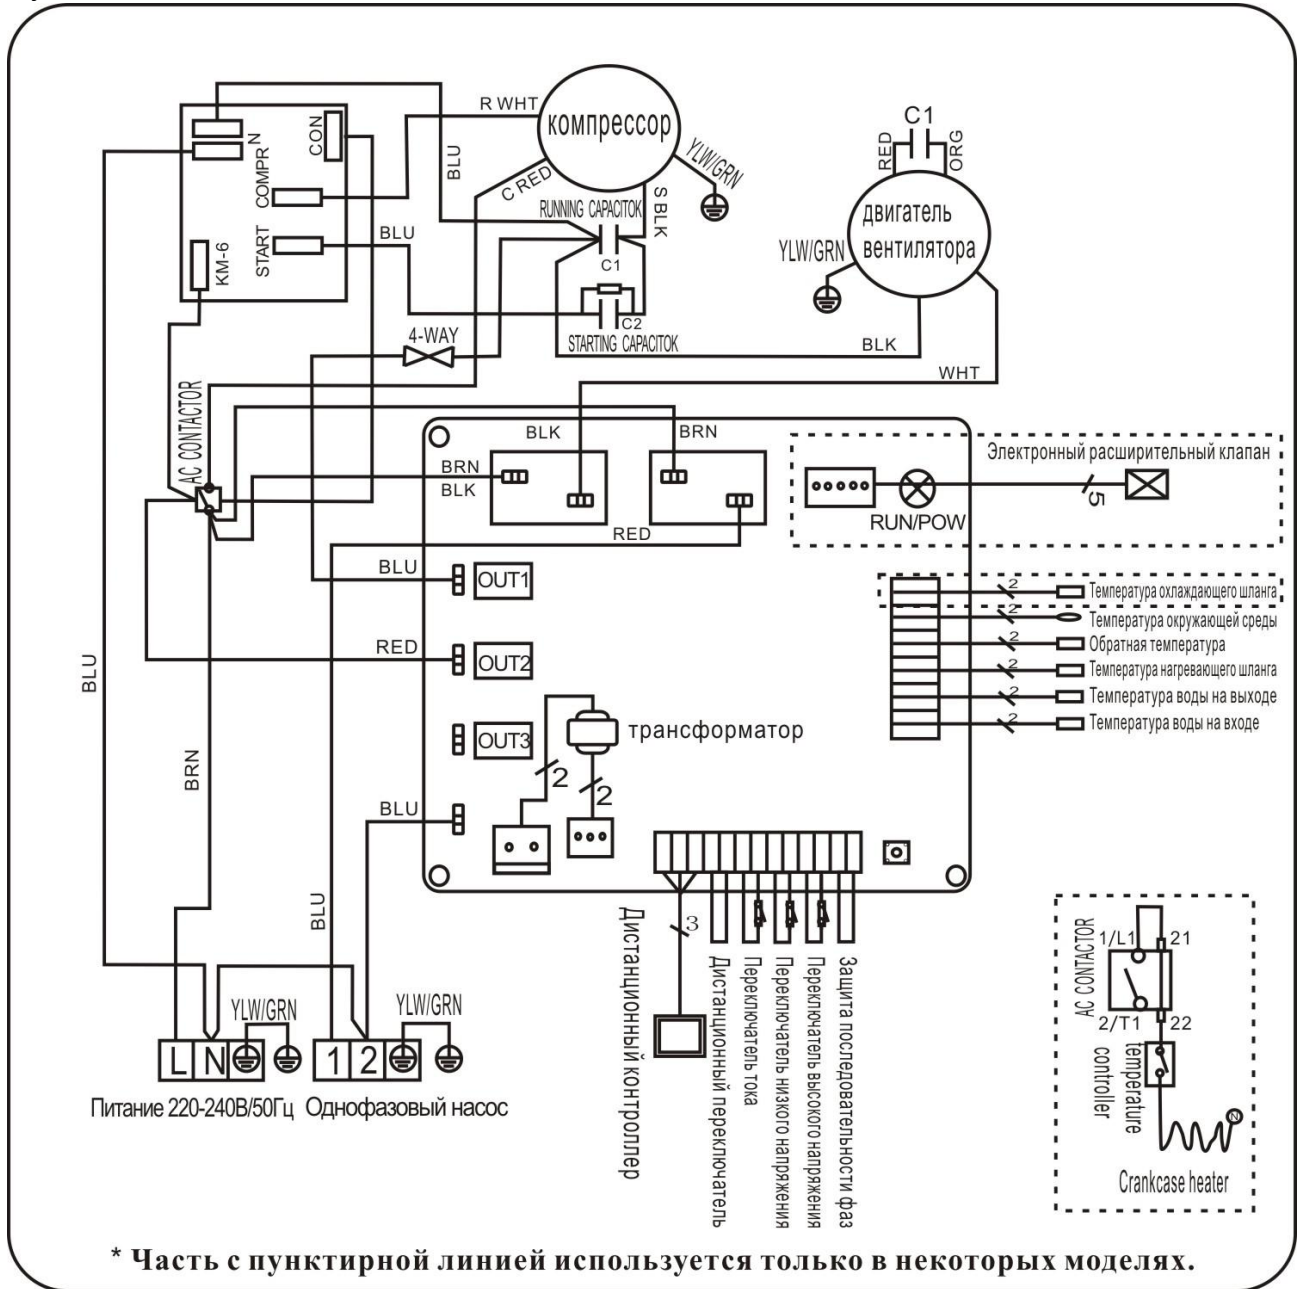 R WHT
компрессор
C1
RED
ORG
N
CON
COMPR
START
KM-6
BLU
C RED
YLW/GRN
S BLK
RUNNING CAPACITOK
C1
BLU
C2
STARTING CAPACITOK
двигатель
вентилятора
YLW/GRN
4-WAY
BLK
WHT
AC CONTACTOR
BLK
BRN
BRN
BLK
RED
Электронный расширительный клапан
RUN/POW
5
BLU
OUT1
RED
OUT2
OUT3
BLU
трансформатор
2
2
2
Температура охлаждающего шланга
2
Температура окружающей среды
2
Обратная температура
2
Температура нагревающего шланга
2
Температура воды на выходе
2
Температура воды на входе
BLU
BRN
BLU
3
Дистанционный контроллер
Дистанционный переключатель
Переключатель тока
Переключатель низкого напряжения
Переключатель высокого напряжения
Защита последовательности фаз
AC CONTACTOR
1/L1
21
2/T1
22
temperature
controller
N
Crankcase heater
YLW/GRN
YLW/GRN
L N
1 2
Питание 220-240В/50Гц
Однофазовый насос
* Часть с пунктирной линией используется только в некоторых моделях.